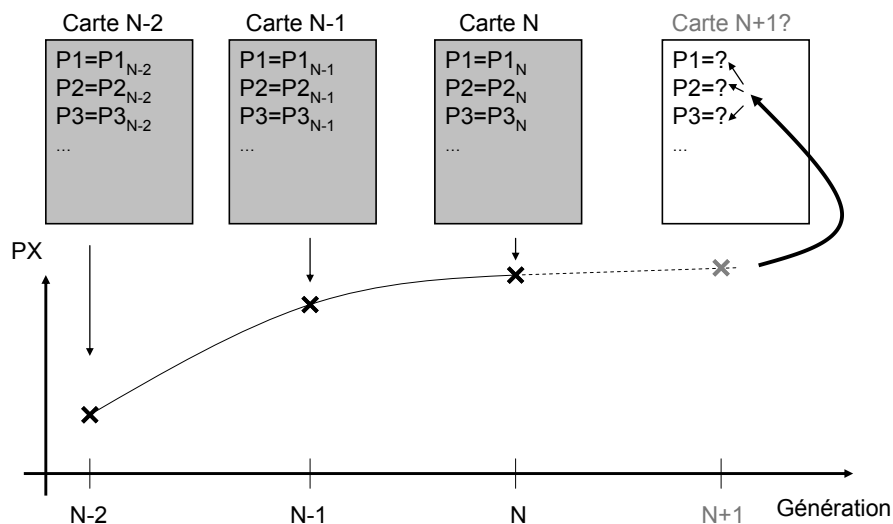 Carte N-2
P1=P1N-2
P2=P2N-2
P3=P3N-2
...
Carte N-1
P1=P1N-1
P2=P2N-1
P3=P3N-1
...
Carte N
P1=P1N
P2=P2N
P3=P3N
...
Carte N+1?
P1=?
P2=?
P3=?
...
PX
N-2
N-1
N
N+1
Génération